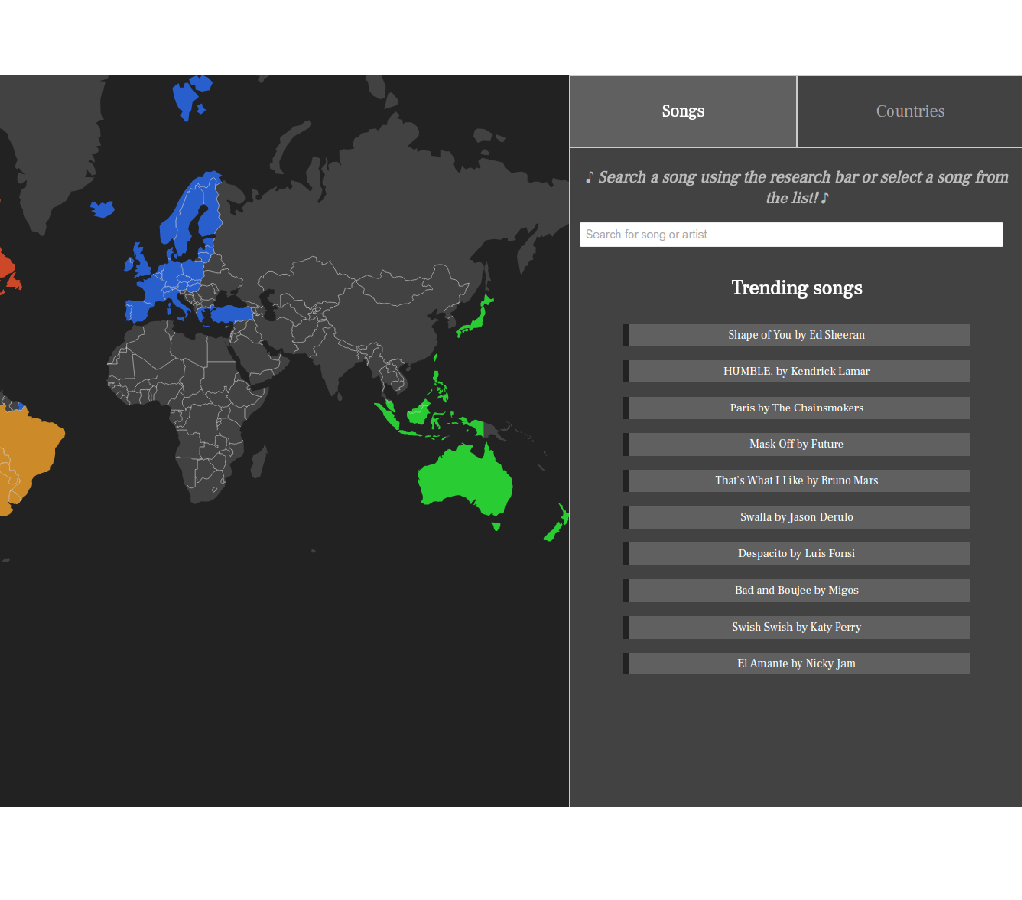 Songs
Countries
♪ Search a song using the research bar or select a song from
the list! ♪
Search for song or artist
Trending songs
Shape of You by Ed Sheeran
HUMBLE. by Kendrick Lamar
Paris by The Chainsmokers
Mask Off by Future
That's What I Like by Bruno Mars
Swalla by Jason Derulo
Despacito by Luis Fonsi
Bad and Boujee by Migos
Swish Swish by Katy Perry
El Amante by Nicky Jam